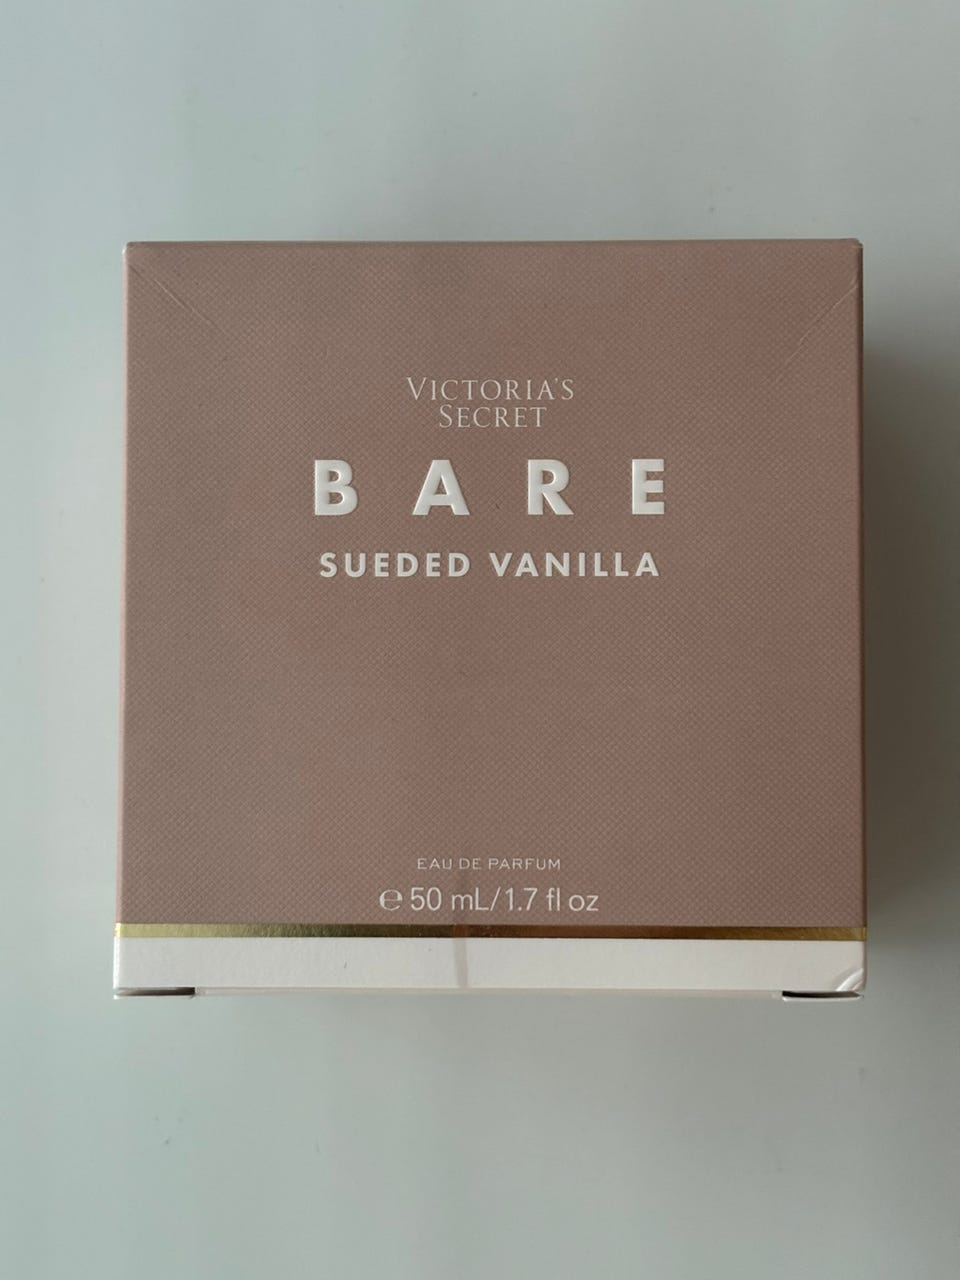 VICTORIA'S
SECRET
BARE
SUEDED VANILLA
EAU DE PARFUM
℮ 50 mL/1.7 fl oz